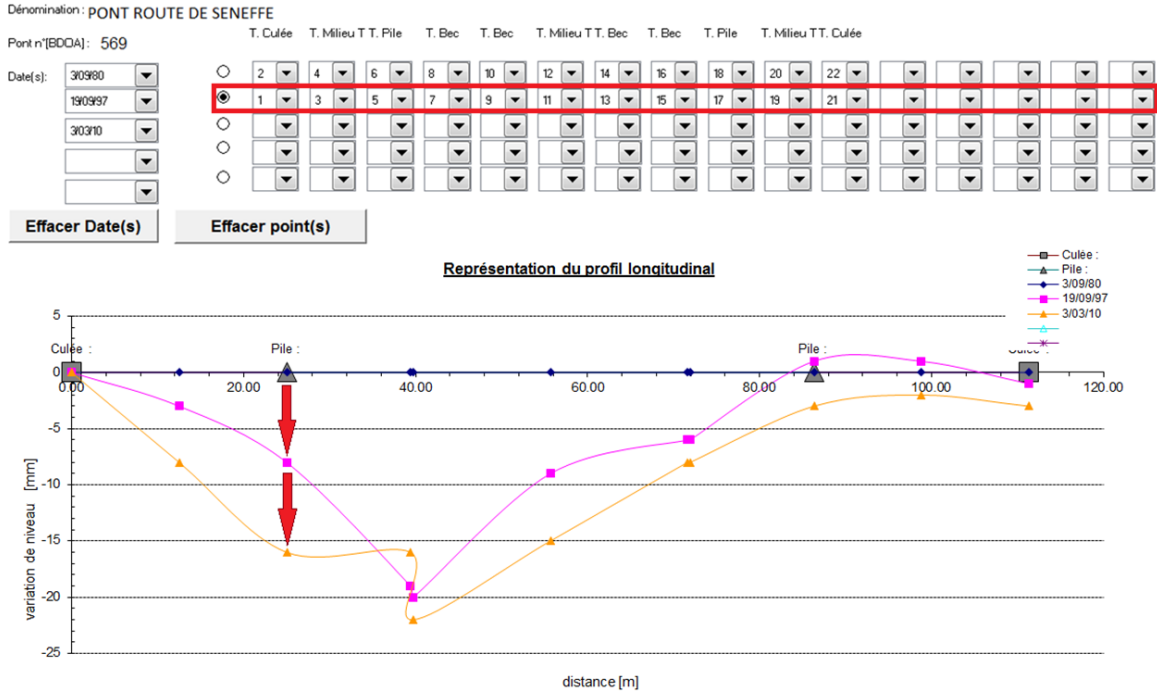 Dénomination : PONT ROUTE DE SENEFFE
Pont n°[BDOA] : 569
T. Culée T. Milieu T T. Pile T. Bec T. Bec T. Milieu T T. Bec T. Bec T. Pile T. Milieu T T. Culée
Date(s): 3/09/80 2 4 6 8 10 12 14 16 18 20 22
19/09/97 1 3 5 7 9 11 13 15 17 19 21
3/03/10
Effacer Date(s) Effacer point(s)
Représentation du profil longitudinal
Culée :
Pile :
3/09/80
19/09/97
3/03/10
5
Culée : Pile : Pile : Culée :
0
0.00 20.00 40.00 60.00 80.00 100.00 120.00
-5
-10
-15
-20
-25
variation de niveau [mm]
distance [m]